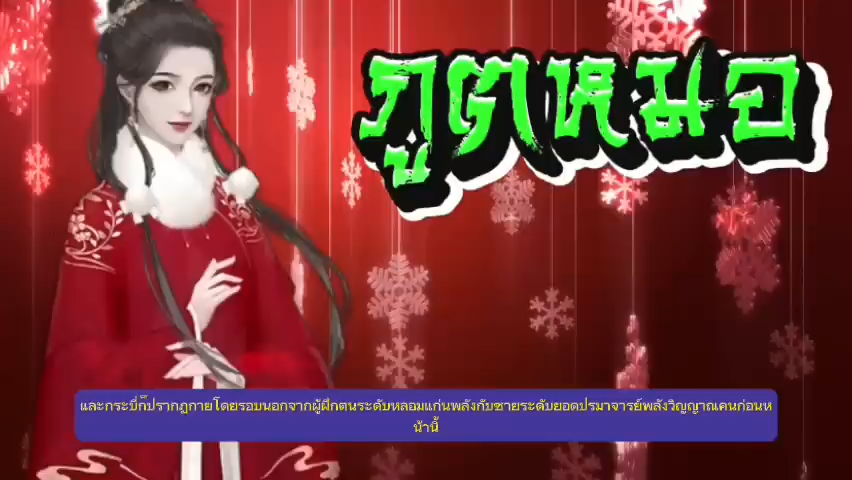 ภูตหมอ
และกระบี่ก็ปรากฏกายโดยรอบนอกจากผู้ฝึกตนระดับหลอมแก่นพลังกับชายระดับยอดปรมาจารย์พลังวิญญาณคนก่อนห
น้านี้